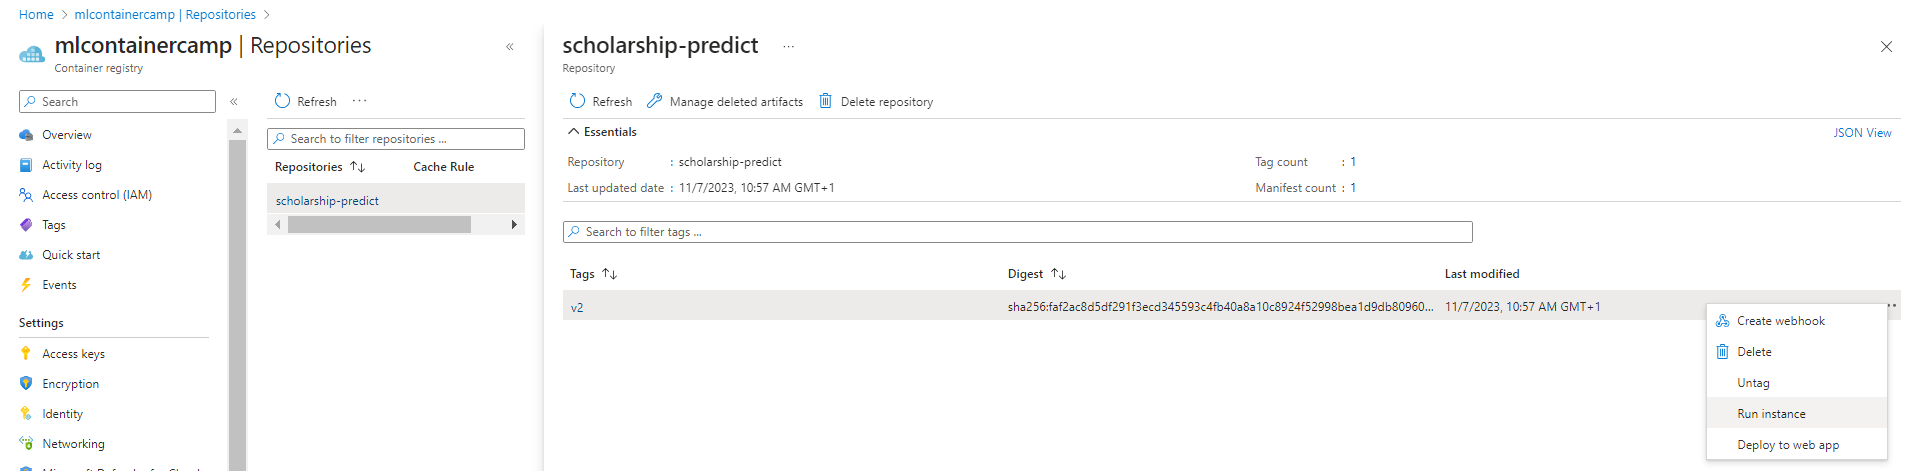 Home > mlcontainercamp | Repositories >
mlcontainercamp | Repositories
Container registry
«
Search
«
Overview
Activity log
Access control (IAM)
Tags
Quick start
Events
Settings
Access keys
Encryption
Identity
Networking
Refresh ...
Search to filter repositories ...
Repositories ↑↓ Cache Rule
scholarship-predict
scholarship-predict ...
Repository
Refresh Manage deleted artifacts Delete repository
Essentials JSON View
Repository : scholarship-predict Tag count : 1
Last updated date : 11/7/2023, 10:57 AM GMT+1 Manifest count : 1
Search to filter tags ...
Tags ↑↓ Digest ↑↓ Last modified
v2 sha256:faf2ac8d5df291f3ecd345593c4fb40a8a10c8924f52998bea1d9db80960... 11/7/2023, 10:57 AM GMT+1
Create webhook
Delete
Untag
Run instance
Deploy to web app